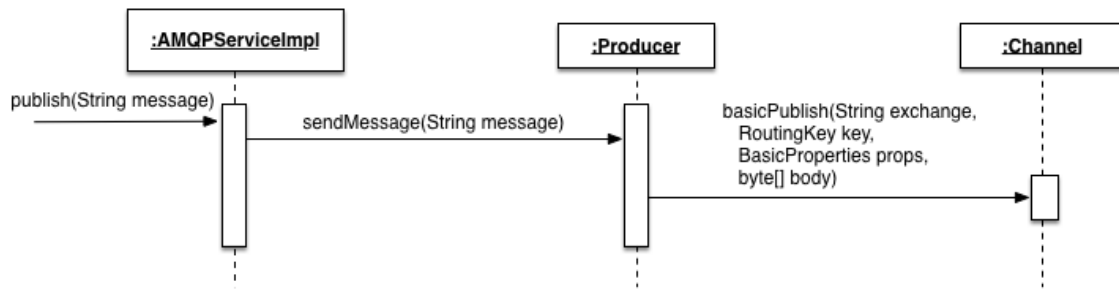 :AMQPServiceImpl
:Producer
:Channel
publish(String message)
sendMessage(String message)
basicPublish(String exchange,
RoutingKey key,
BasicProperties props,
byte[] body)